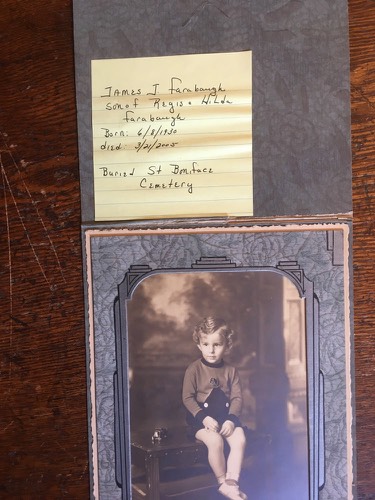 James J Farabaugh
son of Regis & Hilda
Farabaugh
Born: 6/8/1930
died: 3/21/2005
Buried St Boniface
Cemetery